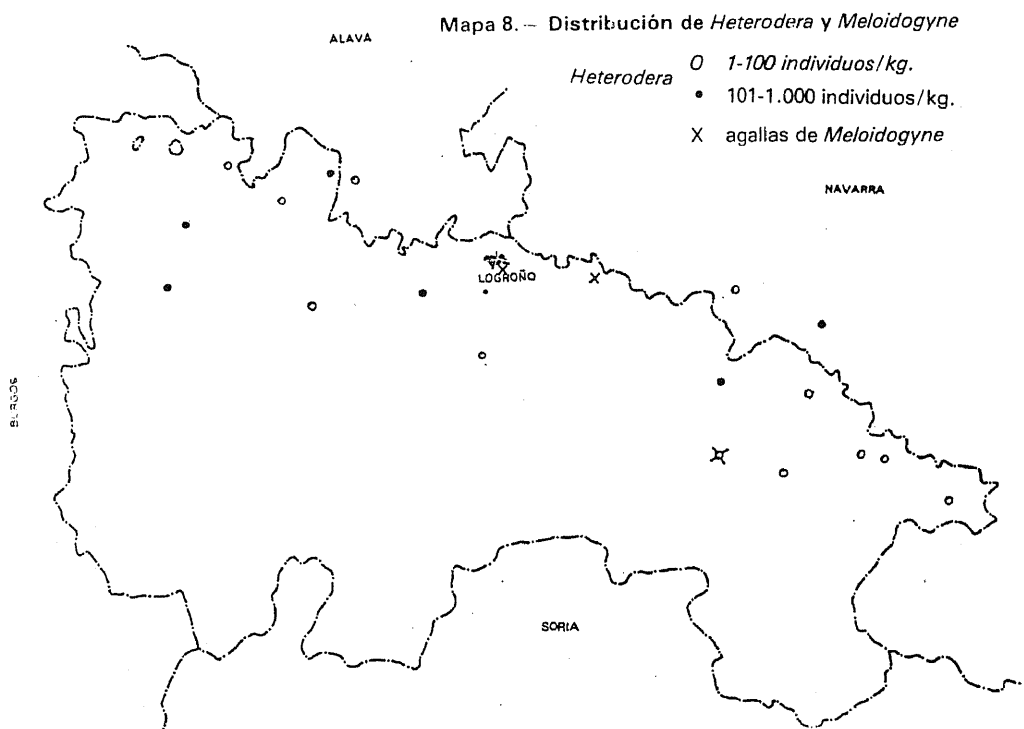 Mapa 8.— Distribución de Heterodera y Meloidogyne
ALAVA
Heterodera O 1-100 individuos/kg.
• 101-1.000 individuos/kg.
X agallas de Meloidogyne
NAVARRA
LOGROÑO
BURGOS
SORIA